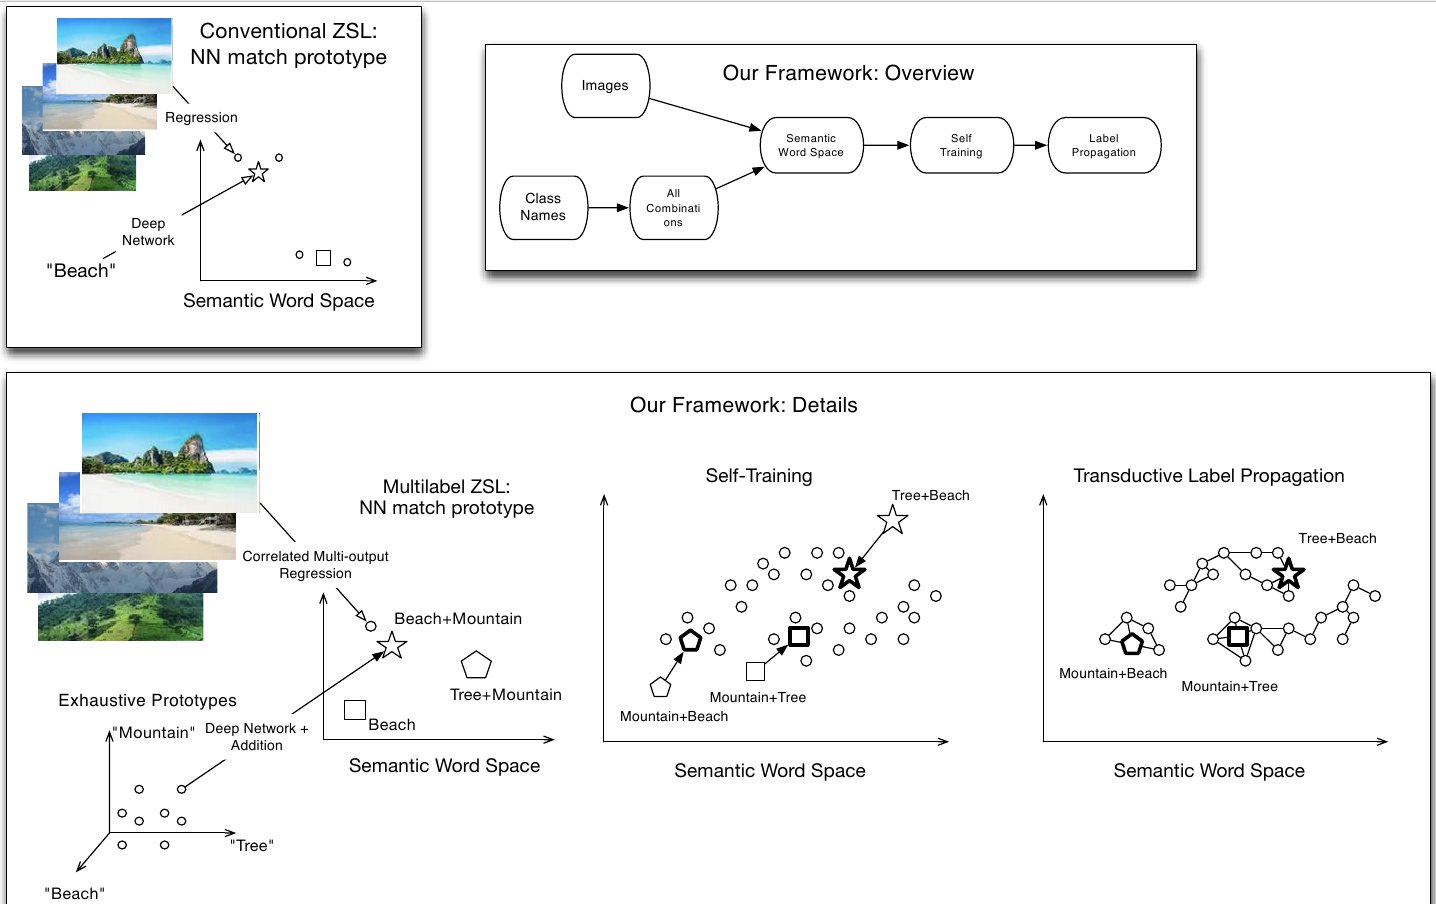 Conventional ZSL:
NN match prototype
Regression
Deep
Network
"Beach"
Semantic Word Space
Our Framework: Overview
Images
Class
Names
All
Combinati
ons
Semantic
Word Space
Self
Training
Label
Propagation
Our Framework: Details
Multilabel ZSL:
NN match prototype
Correlated Multi-output
Regression
Beach+Mountain
Tree+Mountain
Beach
Semantic Word Space
Exhaustive Prototypes
"Mountain"
Deep Network +
Addition
"Tree"
"Beach"
Self-Training
Tree+Beach
Mountain+Tree
Mountain+Beach
Semantic Word Space
Transductive Label Propagation
Tree+Beach
Mountain+Beach
Mountain+Tree
Semantic Word Space